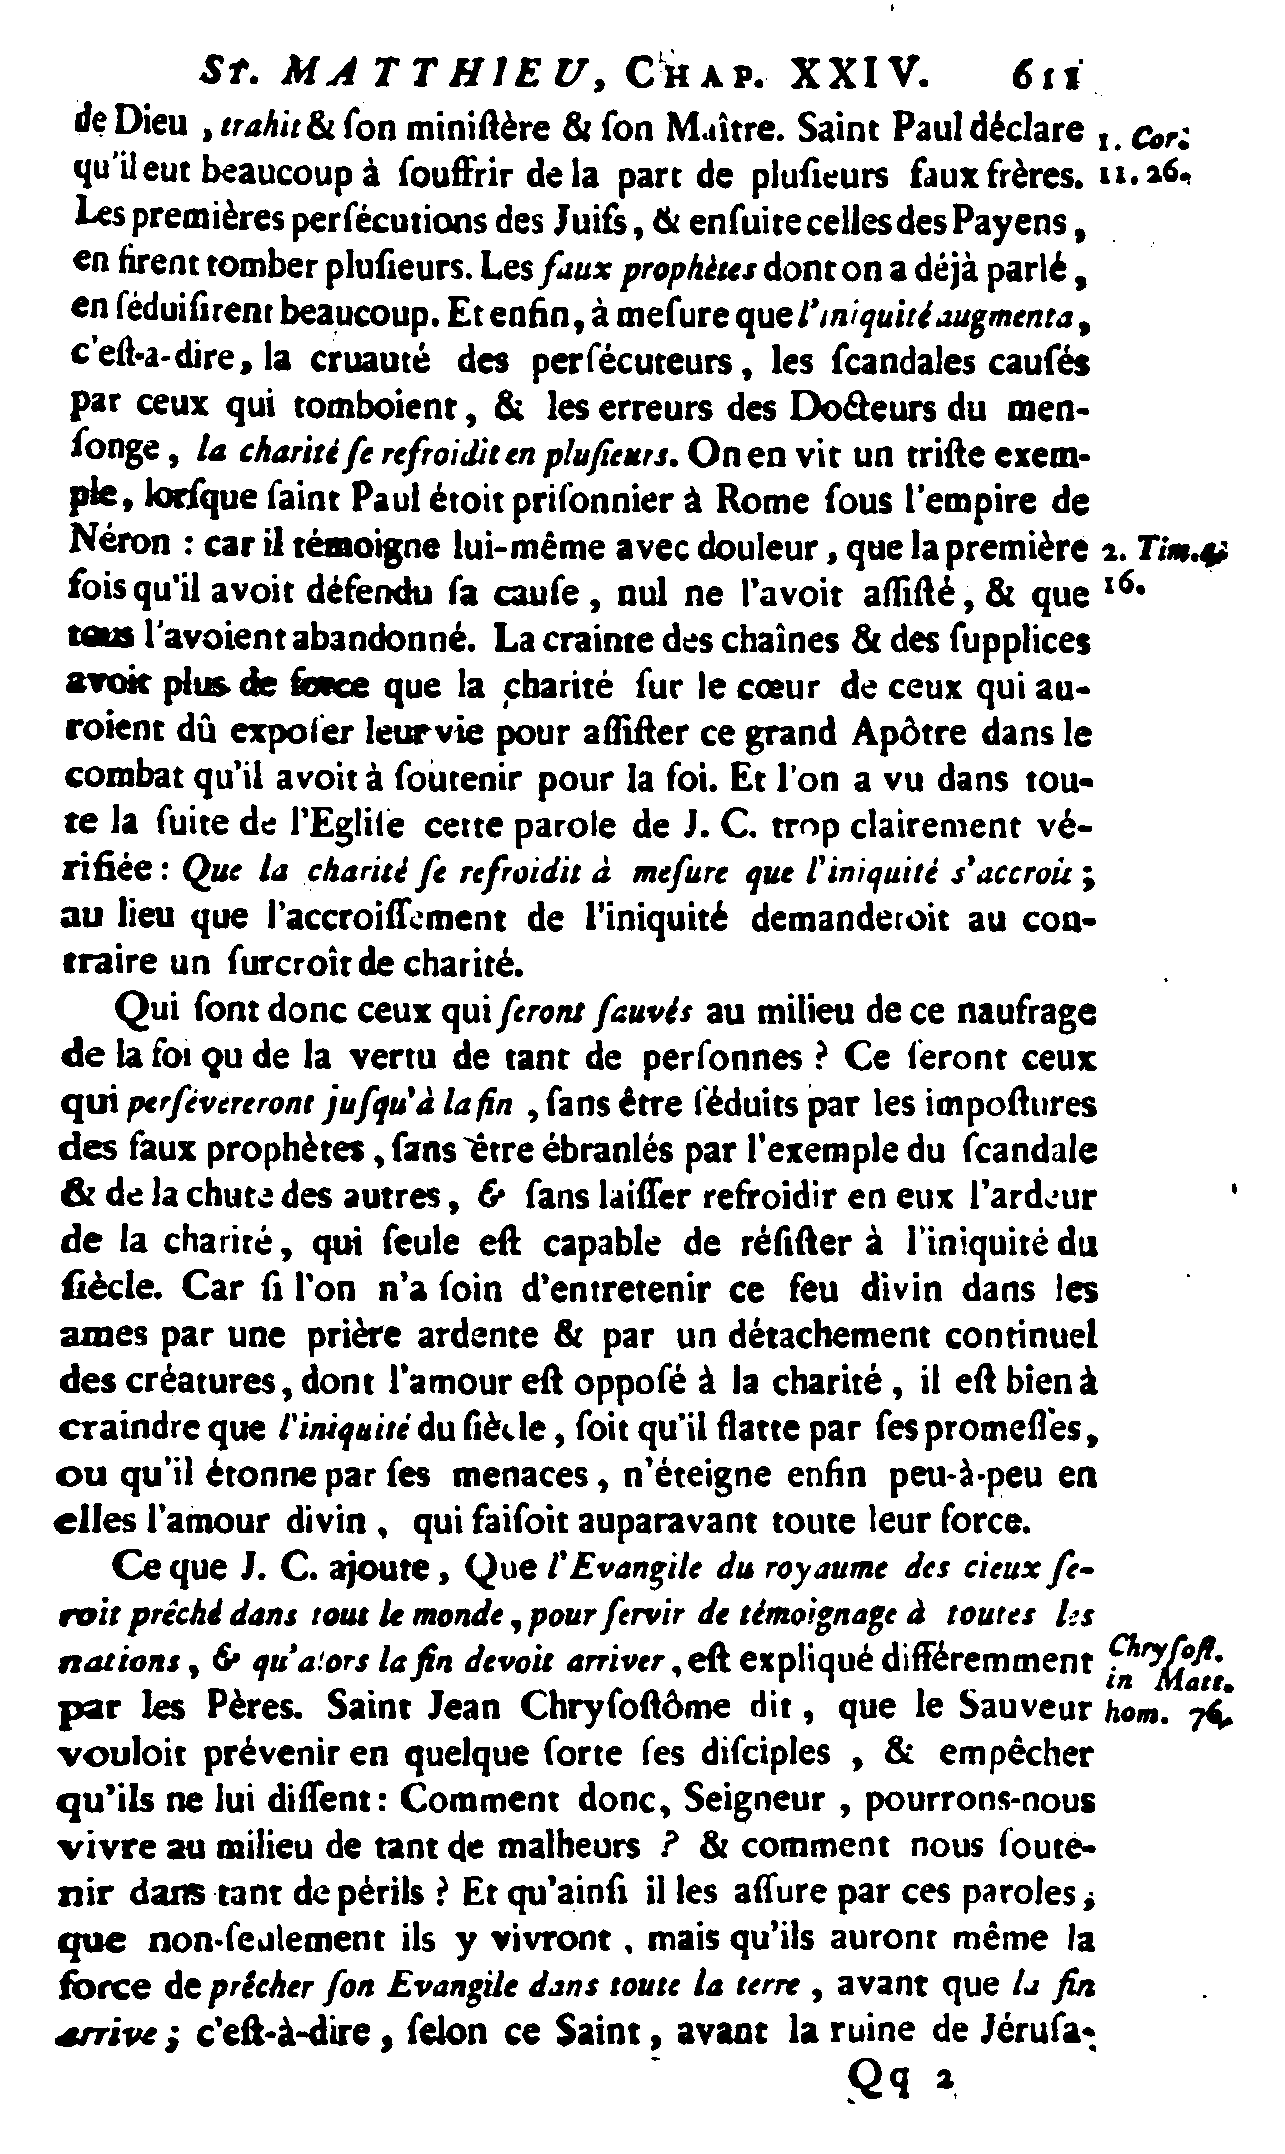 St. MATTHIEU, CHAP. XXIV. 611
de Dieu, trahit & ſon miniſtère & ſon Maître. Saint Paul déclare
1. Cor.
qu'il eut beaucoup à ſouffrir de la part de pluſieurs faux frères.
11. 26.
Les premières perſécutions des Juifs, & enſuite celles des Payens,
en firent tomber pluſieurs. Les faux prophètes dont on a déjà parlé,
en ſéduiſirent beaucoup. Et enfin, à meſure que l'iniquité augmenta,
c'eſt-a-dire, la cruauté des perſécuteurs, les ſcandales cauſés
par ceux qui tomboient, & les erreurs des Docteurs du men-
ſonge, la charité ſe refroidit en pluſieurs. On en vit un triſte exem-
ple, lorſque ſaint Paul étoit priſonnier à Rome ſous l'empire de
Néron : car il témoigne lui-même avec douleur, que la première
2. Tim. 4.
fois qu'il avoit défendu ſa cauſe, nul ne l'avoit aſſiſté, & que
16.
tous l'avoient abandonné. La crainte des chaînes & des ſupplices
avoit plus de force que la charité ſur le cœur de ceux qui au-
roient dû expoſer leur vie pour aſſiſter ce grand Apôtre dans le
combat qu'il avoit à ſoutenir pour la foi. Et l'on a vu dans tou-
te la ſuite de l'Egliſe cette parole de J. C. trop clairement vé-
rifiée : Que la charité ſe refroidit à meſure que l'iniquité s'accroît ;
au lieu que l'accroiſſement de l'iniquité demanderoit au con-
traire un ſurcroît de charité.
Qui ſont donc ceux qui ſeront ſauvés au milieu de ce naufrage
de la foi ou de la vertu de tant de perſonnes ? Ce ſeront ceux
qui perſévereront juſqu'à la fin, ſans être ſéduits par les impoſtures
des faux prophètes, ſans être ébranlés par l'exemple du ſcandale
& de la chute des autres, & ſans laiſſer refroidir en eux l'ardeur
de la charité, qui ſeule eſt capable de réſiſter à l'iniquité du
ſiècle. Car ſi l'on n'a ſoin d'entretenir ce feu divin dans les
ames par une prière ardente & par un détachement continuel
des créatures, dont l'amour eſt oppoſé à la charité, il eſt bien à
craindre que l'iniquité du ſiècle, ſoit qu'il flatte par ſes promeſſes,
ou qu'il étonne par ſes menaces, n'éteigne enfin peu-à-peu en
elles l'amour divin, qui faiſoit auparavant toute leur force.
Ce que J. C. ajoute, Que l'Evangile du royaume des cieux ſe-
roit prêché dans tout le monde, pour ſervir de témoignage à toutes les
nations, & qu'alors la fin devoit arriver, eſt expliqué différemment
Chryſoſt.
in Matt.
par les Pères. Saint Jean Chryſoſtôme dit, que le Sauveur
hom. 76.
vouloit prévenir en quelque ſorte ſes diſciples, & empêcher
qu'ils ne lui diſſent : Comment donc, Seigneur, pourrons-nous
vivre au milieu de tant de malheurs ? & comment nous ſoute-
nir dans tant de périls ? Et qu'ainſi il les aſſure par ces paroles,
que non-ſeulement ils y vivront, mais qu'ils auront même la
force de prêcher ſon Evangile dans toute la terre, avant que la fin
arrive ; c'eſt-à-dire, ſelon ce Saint, avant la ruine de Jéruſa-
Qq 2